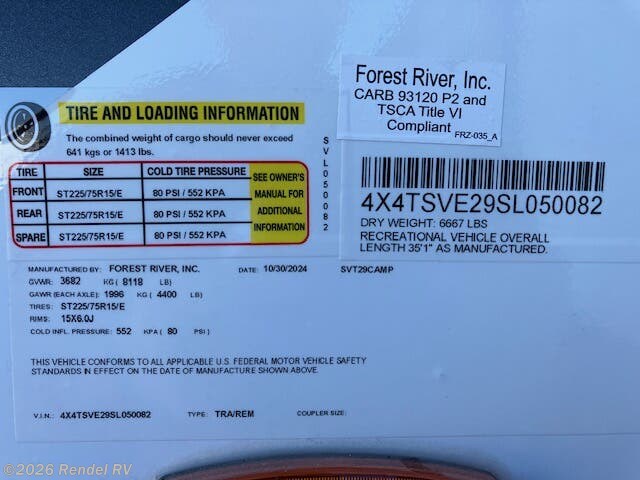 TIRE AND LOADING INFORMATION
The combined weight of cargo should never exceed
641 kgs or 1413 lbs.
TIRE SIZE COLD TIRE PRESSURE
FRONT ST225/75R15/E 80 PSI / 552 KPA
REAR ST225/75R15/E 80 PSI / 552 KPA
SPARE ST225/75R15/E 80 PSI / 552 KPA
SEE OWNER'S
MANUAL FOR
ADDITIONAL
INFORMATION
SVL050082
Forest River, Inc.
CARB 93120 P2 and
TSCA Title VI
Compliant FRZ-035_A
4X4TSVE29SL050082
DRY WEIGHT: 6667 LBS
RECREATIONAL VEHICLE OVERALL
LENGTH 35'1" AS MANUFACTURED.
MANUFACTURED BY: FOREST RIVER, INC. DATE: 10/30/2024 SVT29CAMP
GVWR: 3682 KG ( 8118 LB)
GAWR (EACH AXLE): 1996 KG ( 4400 LB)
TIRES: ST225/75R15/E
RIMS: 15X6.0J
COLD INFL. PRESSURE: 552 KPA ( 80 PSI )
THIS VEHICLE CONFORMS TO ALL APPLICABLE U.S. FEDERAL MOTOR VEHICLE SAFETY
STANDARDS IN EFFECT ON THE DATE OF MANUFACTURE SHOWN ABOVE.
V.I.N.: 4X4TSVE29SL050082 TYPE: TRA/REM COUPLER SIZE:
©2026 Rendel RV